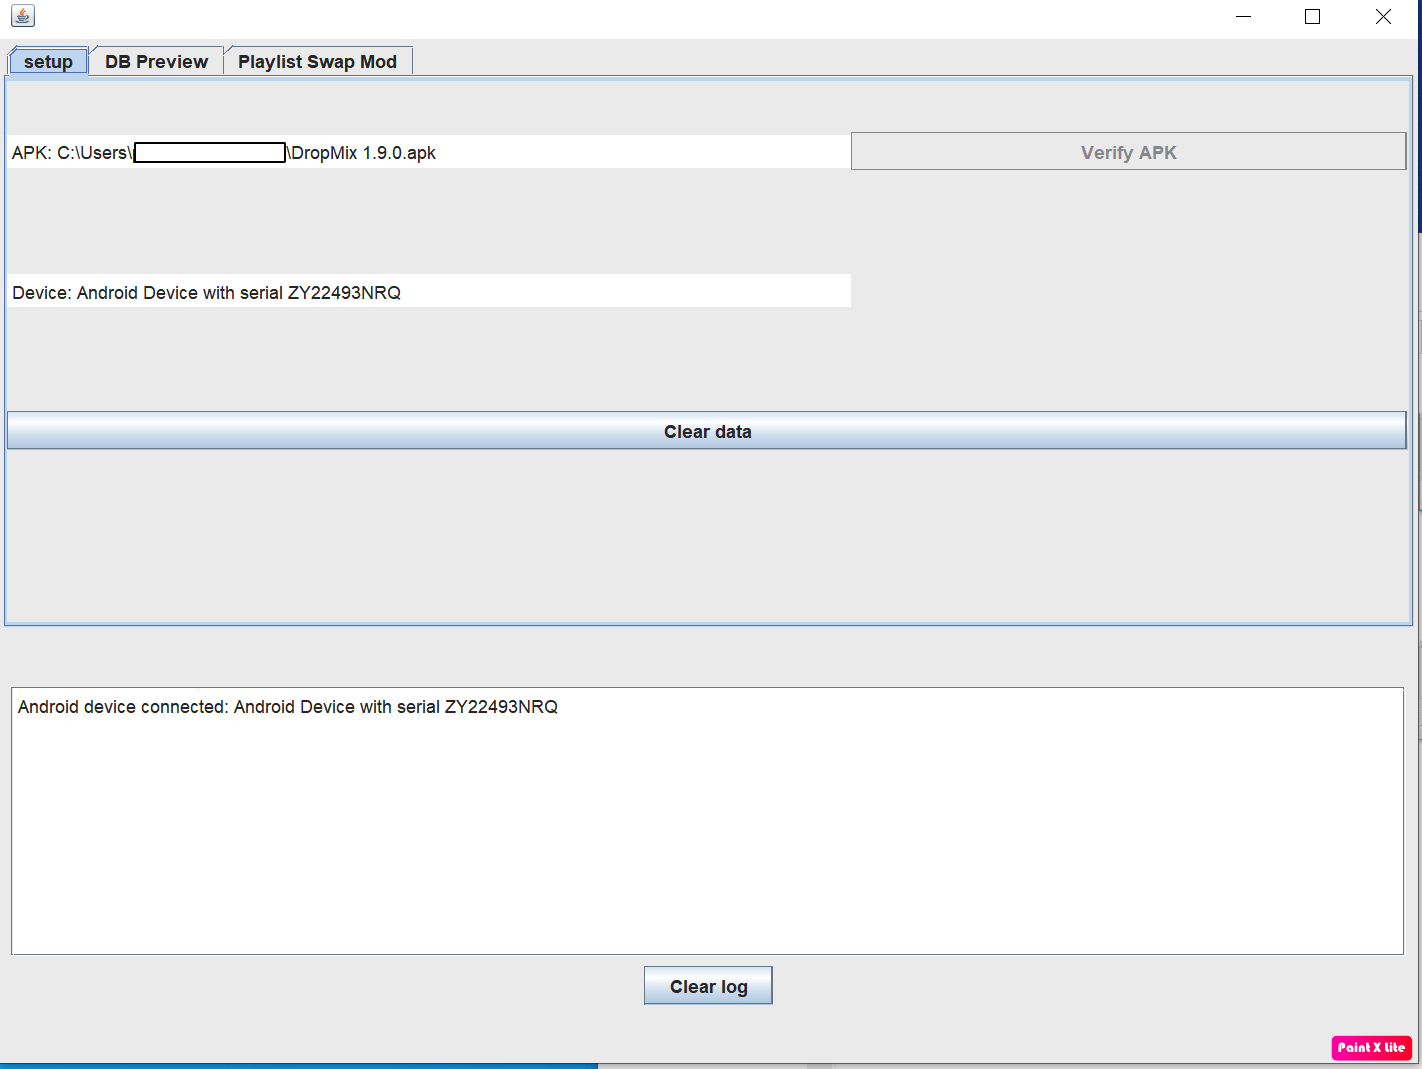 setup DB Preview Playlist Swap Mod
APK: C:\Users\ \DropMix 1.9.0.apk Verify APK
Device: Android Device with serial ZY22493NRQ
Clear data
Android device connected: Android Device with serial ZY22493NRQ
Clear log
Paint X Lite